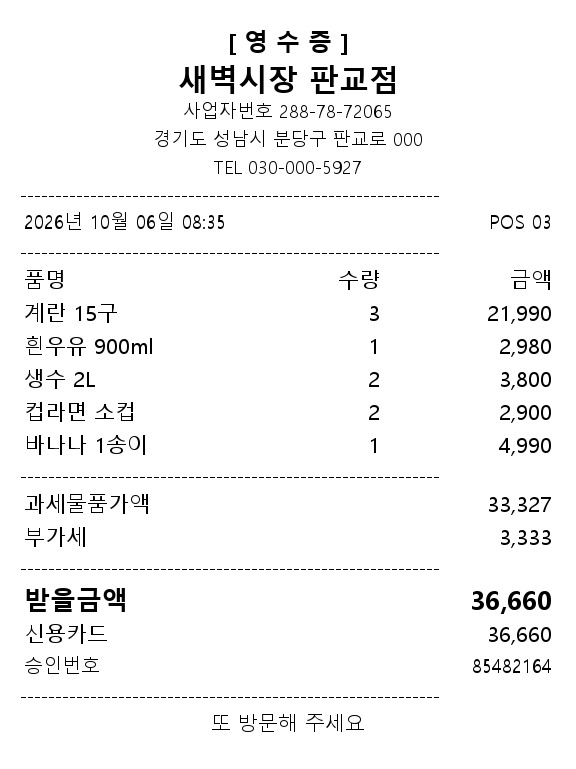 [ 영 수 증 ]
새벽시장 판교점
사업자번호 288-78-72065
경기도 성남시 분당구 판교로 000
TEL 030-000-5927
2026년 10월 06일 08:35 POS 03
품명 수량 금액
계란 15구 3 21,990
흰우유 900ml 1 2,980
생수 2L 2 3,800
컵라면 소컵 2 2,900
바나나 1송이 1 4,990
과세물품가액 33,327
부가세 3,333
받을금액 36,660
신용카드 36,660
승인번호 85482164
또 방문해 주세요